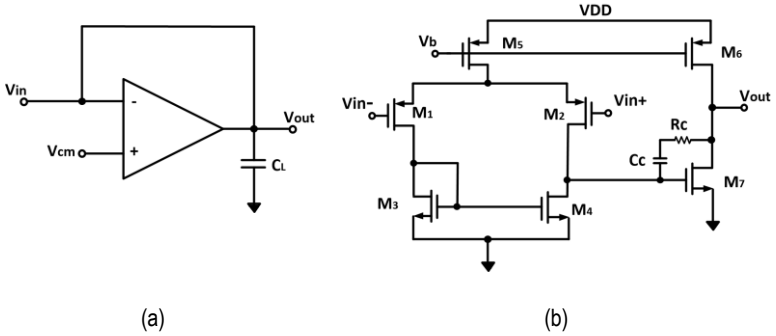 VDD
Vb
M5
M6
Vin
-
Vout
Vin-
M1
M2
Vin+
Vout
Rc
Cc
Vcm
+
CL
M3
M4
M7
(a)
(b)